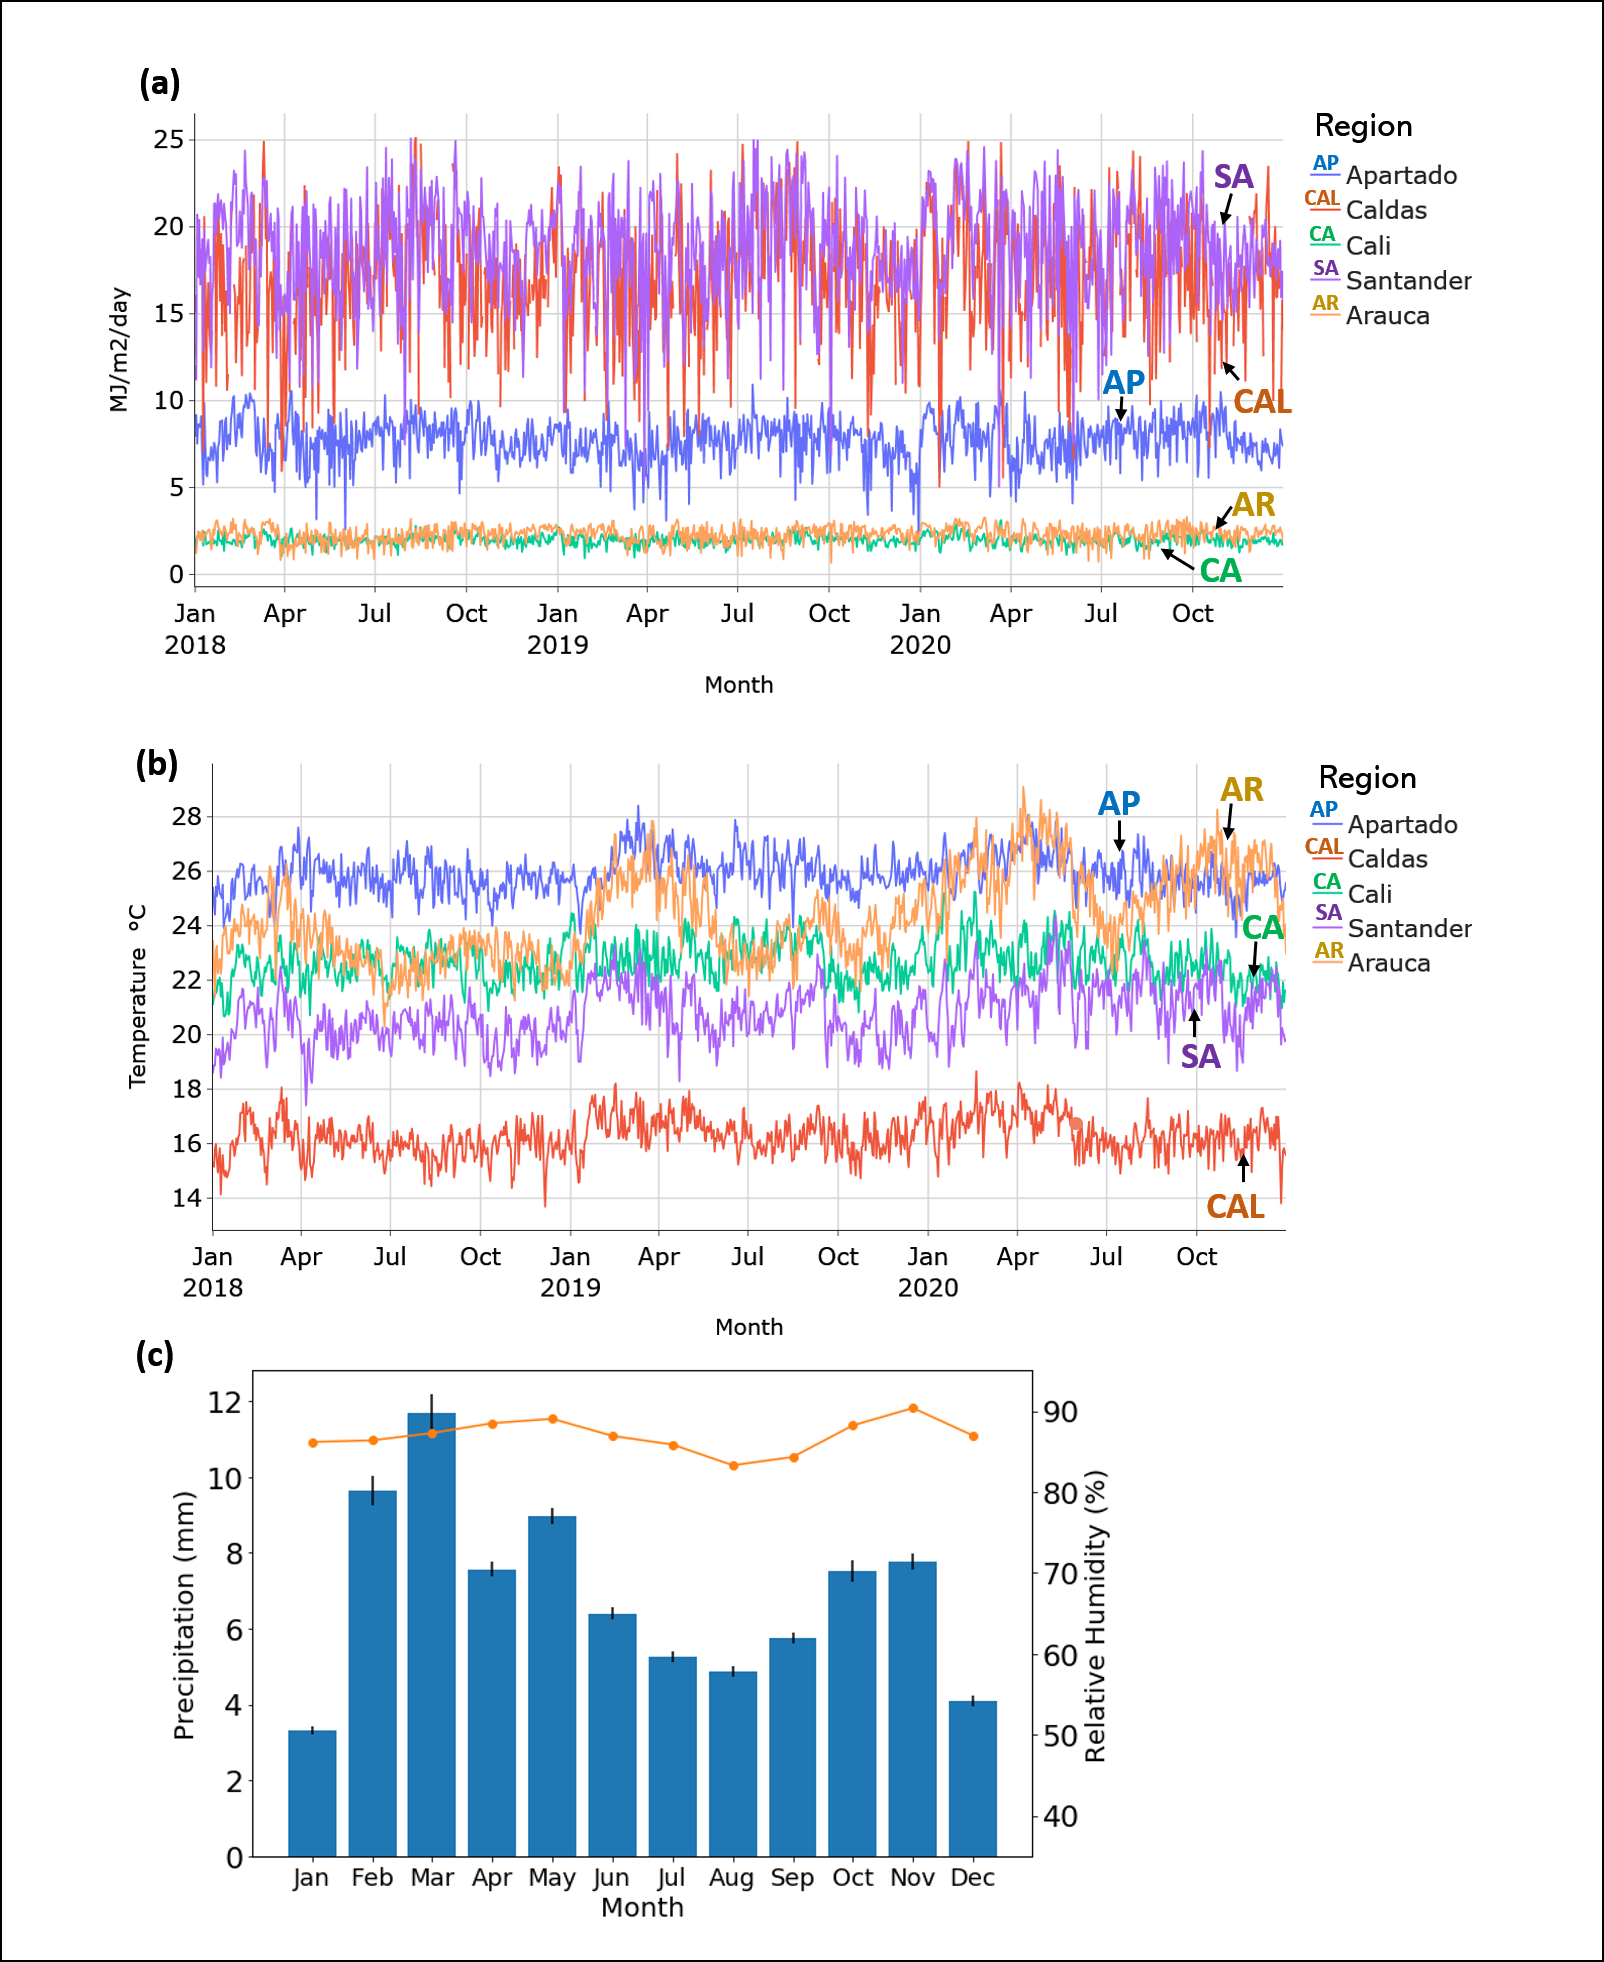 (a)
25
20
15
10
5
0
MJ/m2/day
SA
AP
CAL
AR
CA
Jan Apr Jul Oct Jan Apr Jul Oct Jan Apr Jul Oct
2018 2019 2020
Month
Region
AP Apartado
CAL Caldas
CA Cali
SA Santander
AR Arauca
(b)
28
26
24
22
20
18
16
14
Temperature °C
AP
AR
CA
SA
CAL
Jan Apr Jul Oct Jan Apr Jul Oct Jan Apr Jul Oct
2018 2019 2020
Month
Region
AP Apartado
CAL Caldas
CA Cali
SA Santander
AR Arauca
(c)
12
10
8
6
4
2
0
Precipitation (mm)
90
80
70
60
50
40
Relative Humidity (%)
Jan Feb Mar Apr May Jun Jul Aug Sep Oct Nov Dec
Month